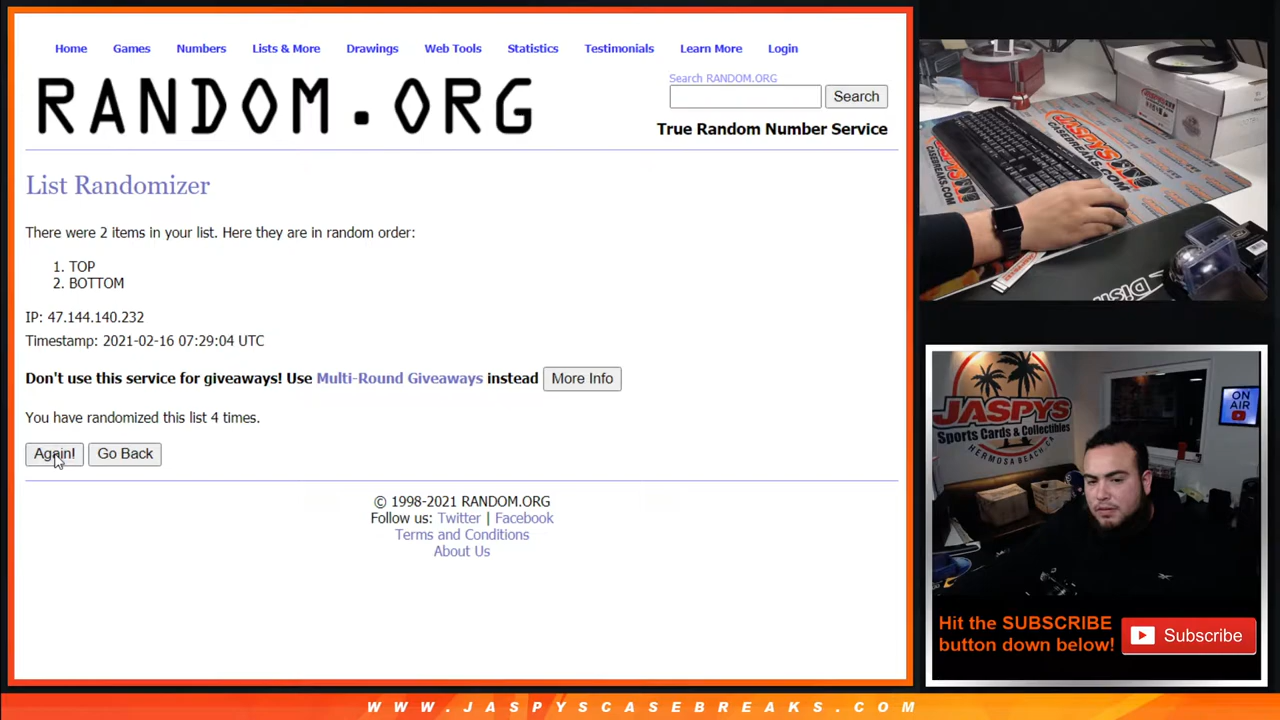 Home Games Numbers Lists & More Drawings Web Tools Statistics Testimonials Learn More Login
Search RANDOM.ORG
RANDOM.ORG
Search
True Random Number Service
List Randomizer
There were 2 items in your list. Here they are in random order:
1. TOP
2. BOTTOM
IP: 47.144.140.232
Timestamp: 2021-02-16 07:29:04 UTC
Don't use this service for giveaways! Use Multi-Round Giveaways instead More Info
You have randomized this list 4 times.
Again! Go Back
© 1998-2021 RANDOM.ORG
Follow us: Twitter | Facebook
Terms and Conditions
About Us
JASPYS
CASEBREAKS.COM
JASPYS
Sports Cards & Collectibles
HERMOSA BEACH, CA
ON
AIR
Hit the SUBSCRIBE
button down below!
Subscribe
WWW.JASPYSCASEBREAKS.COM